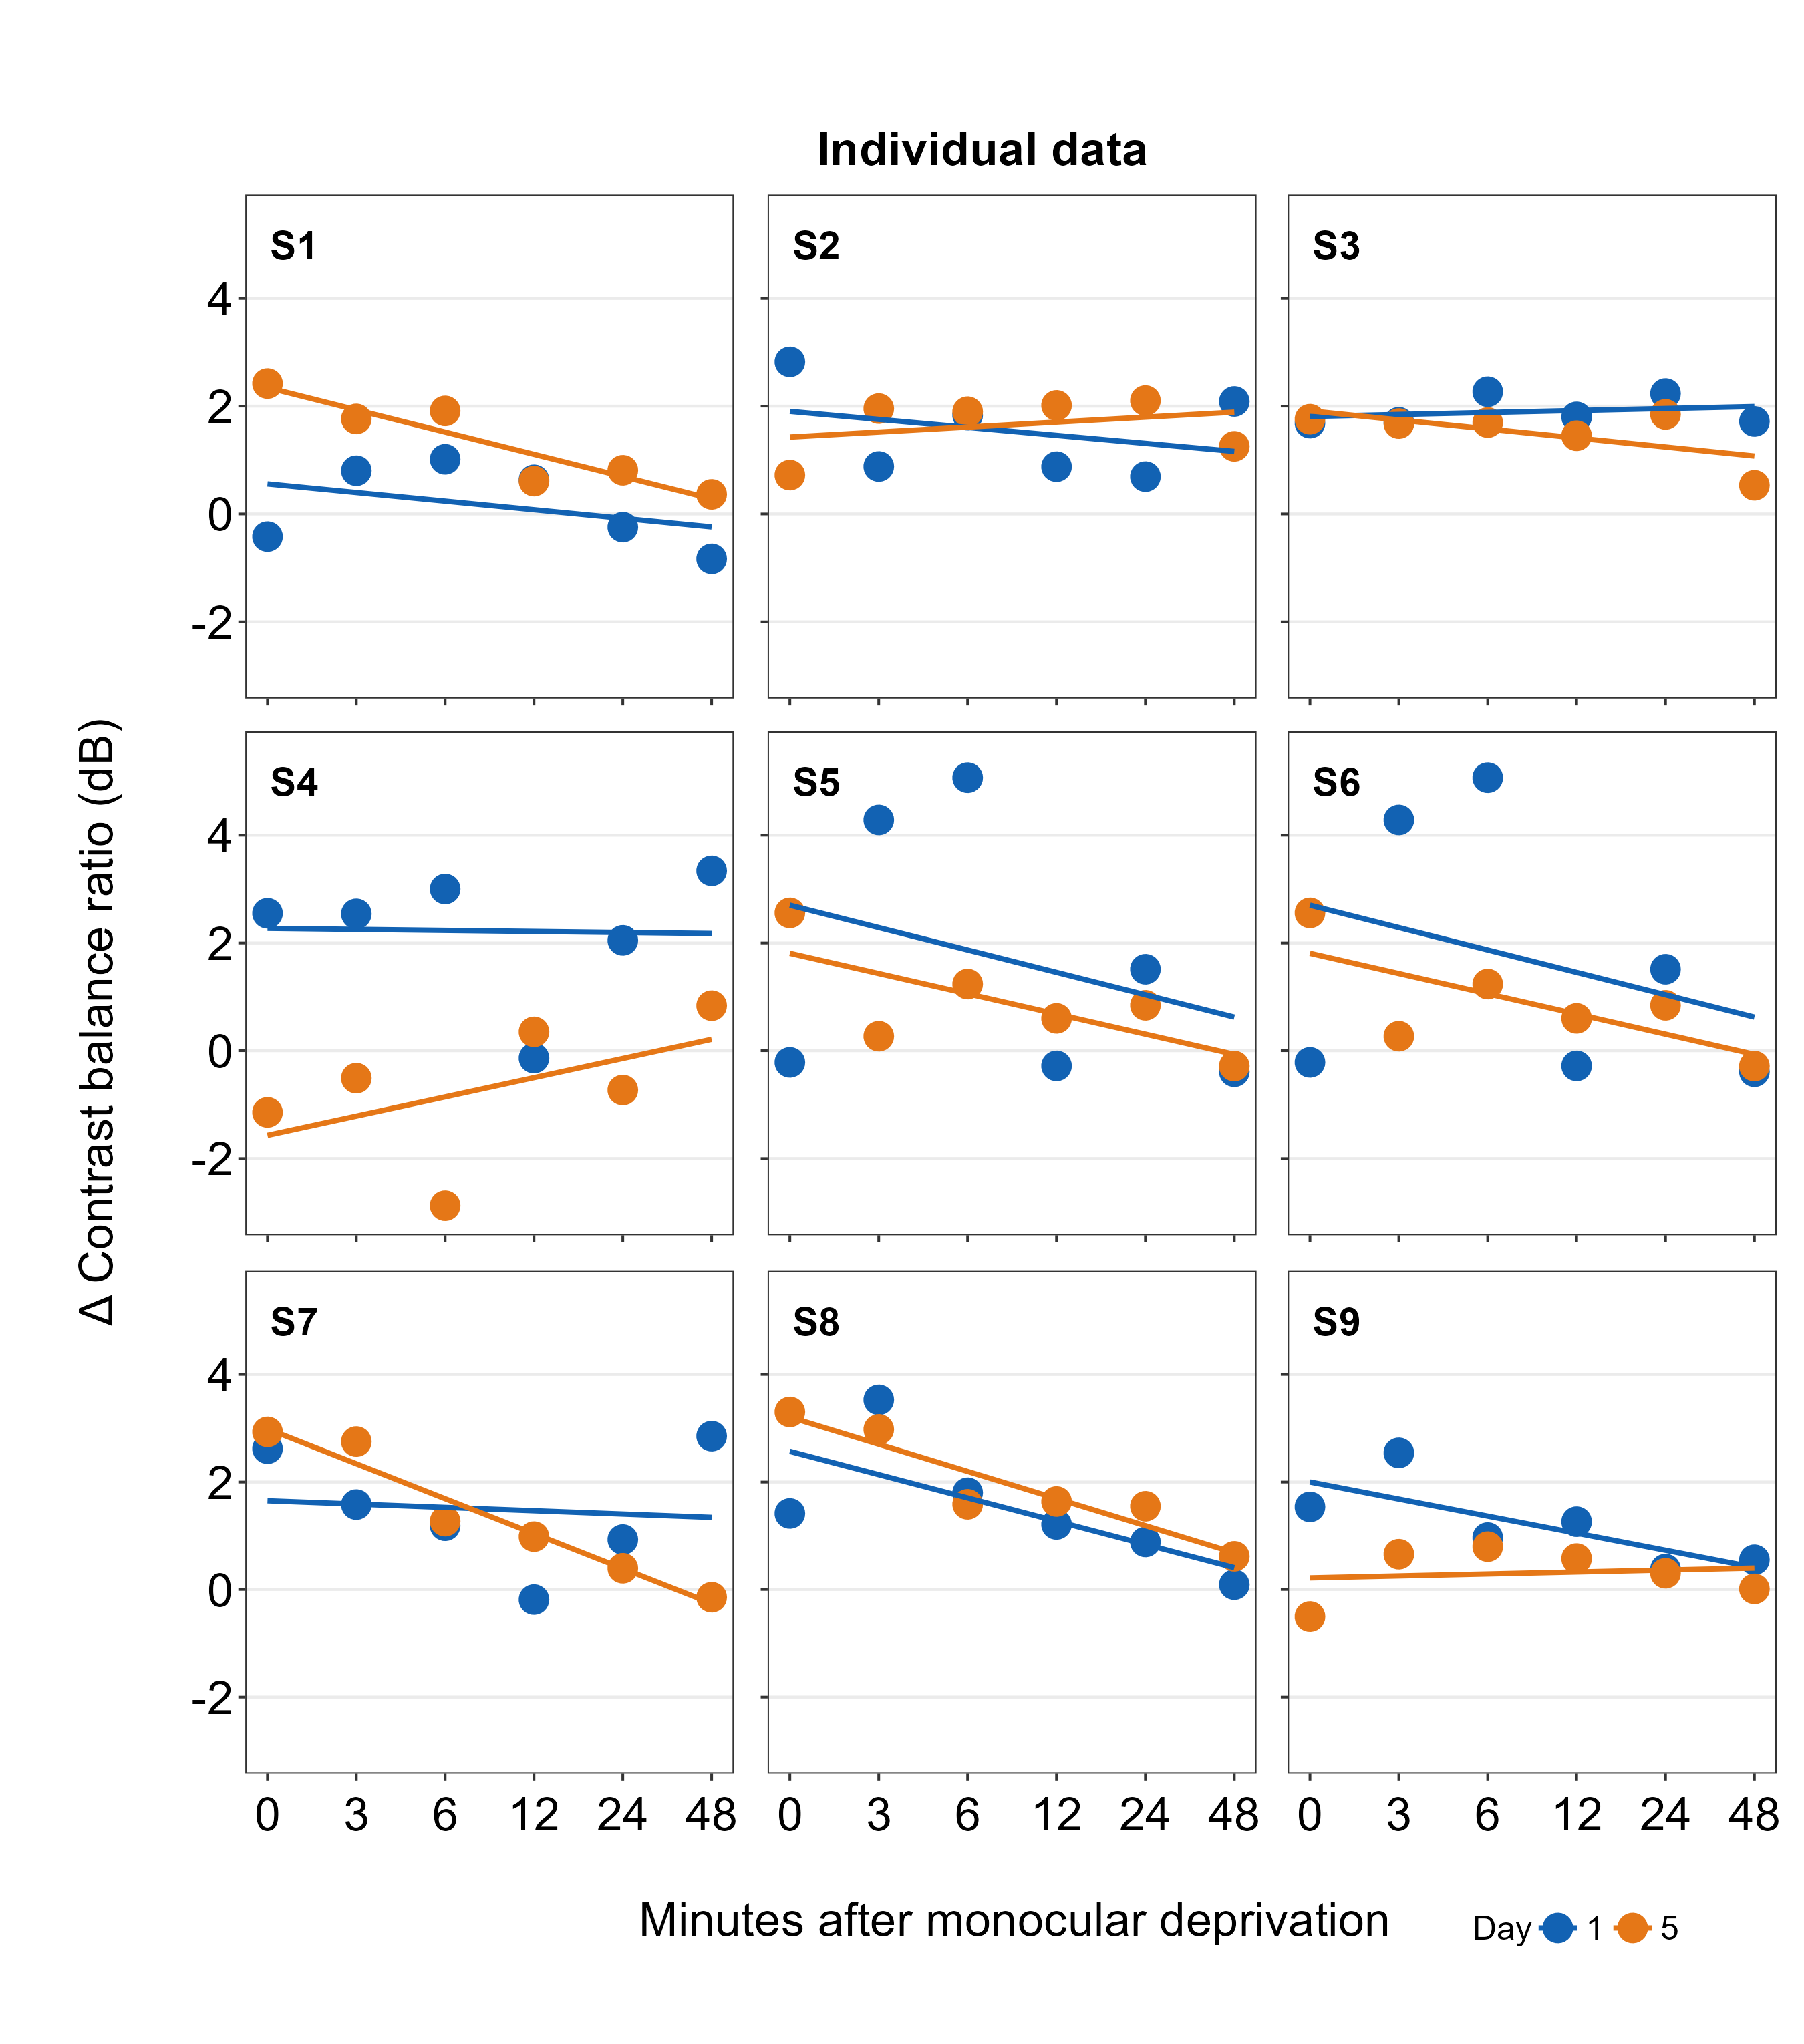 Individual data
S1
S2
S3
4
2
0
-2
S4
S5
S6
4
2
0
-2
S7
S8
S9
4
2
0
-2
0 3 6 12 24 48
0 3 6 12 24 48
0 3 6 12 24 48
Δ Contrast balance ratio (dB)
Minutes after monocular deprivation
Day 1 5